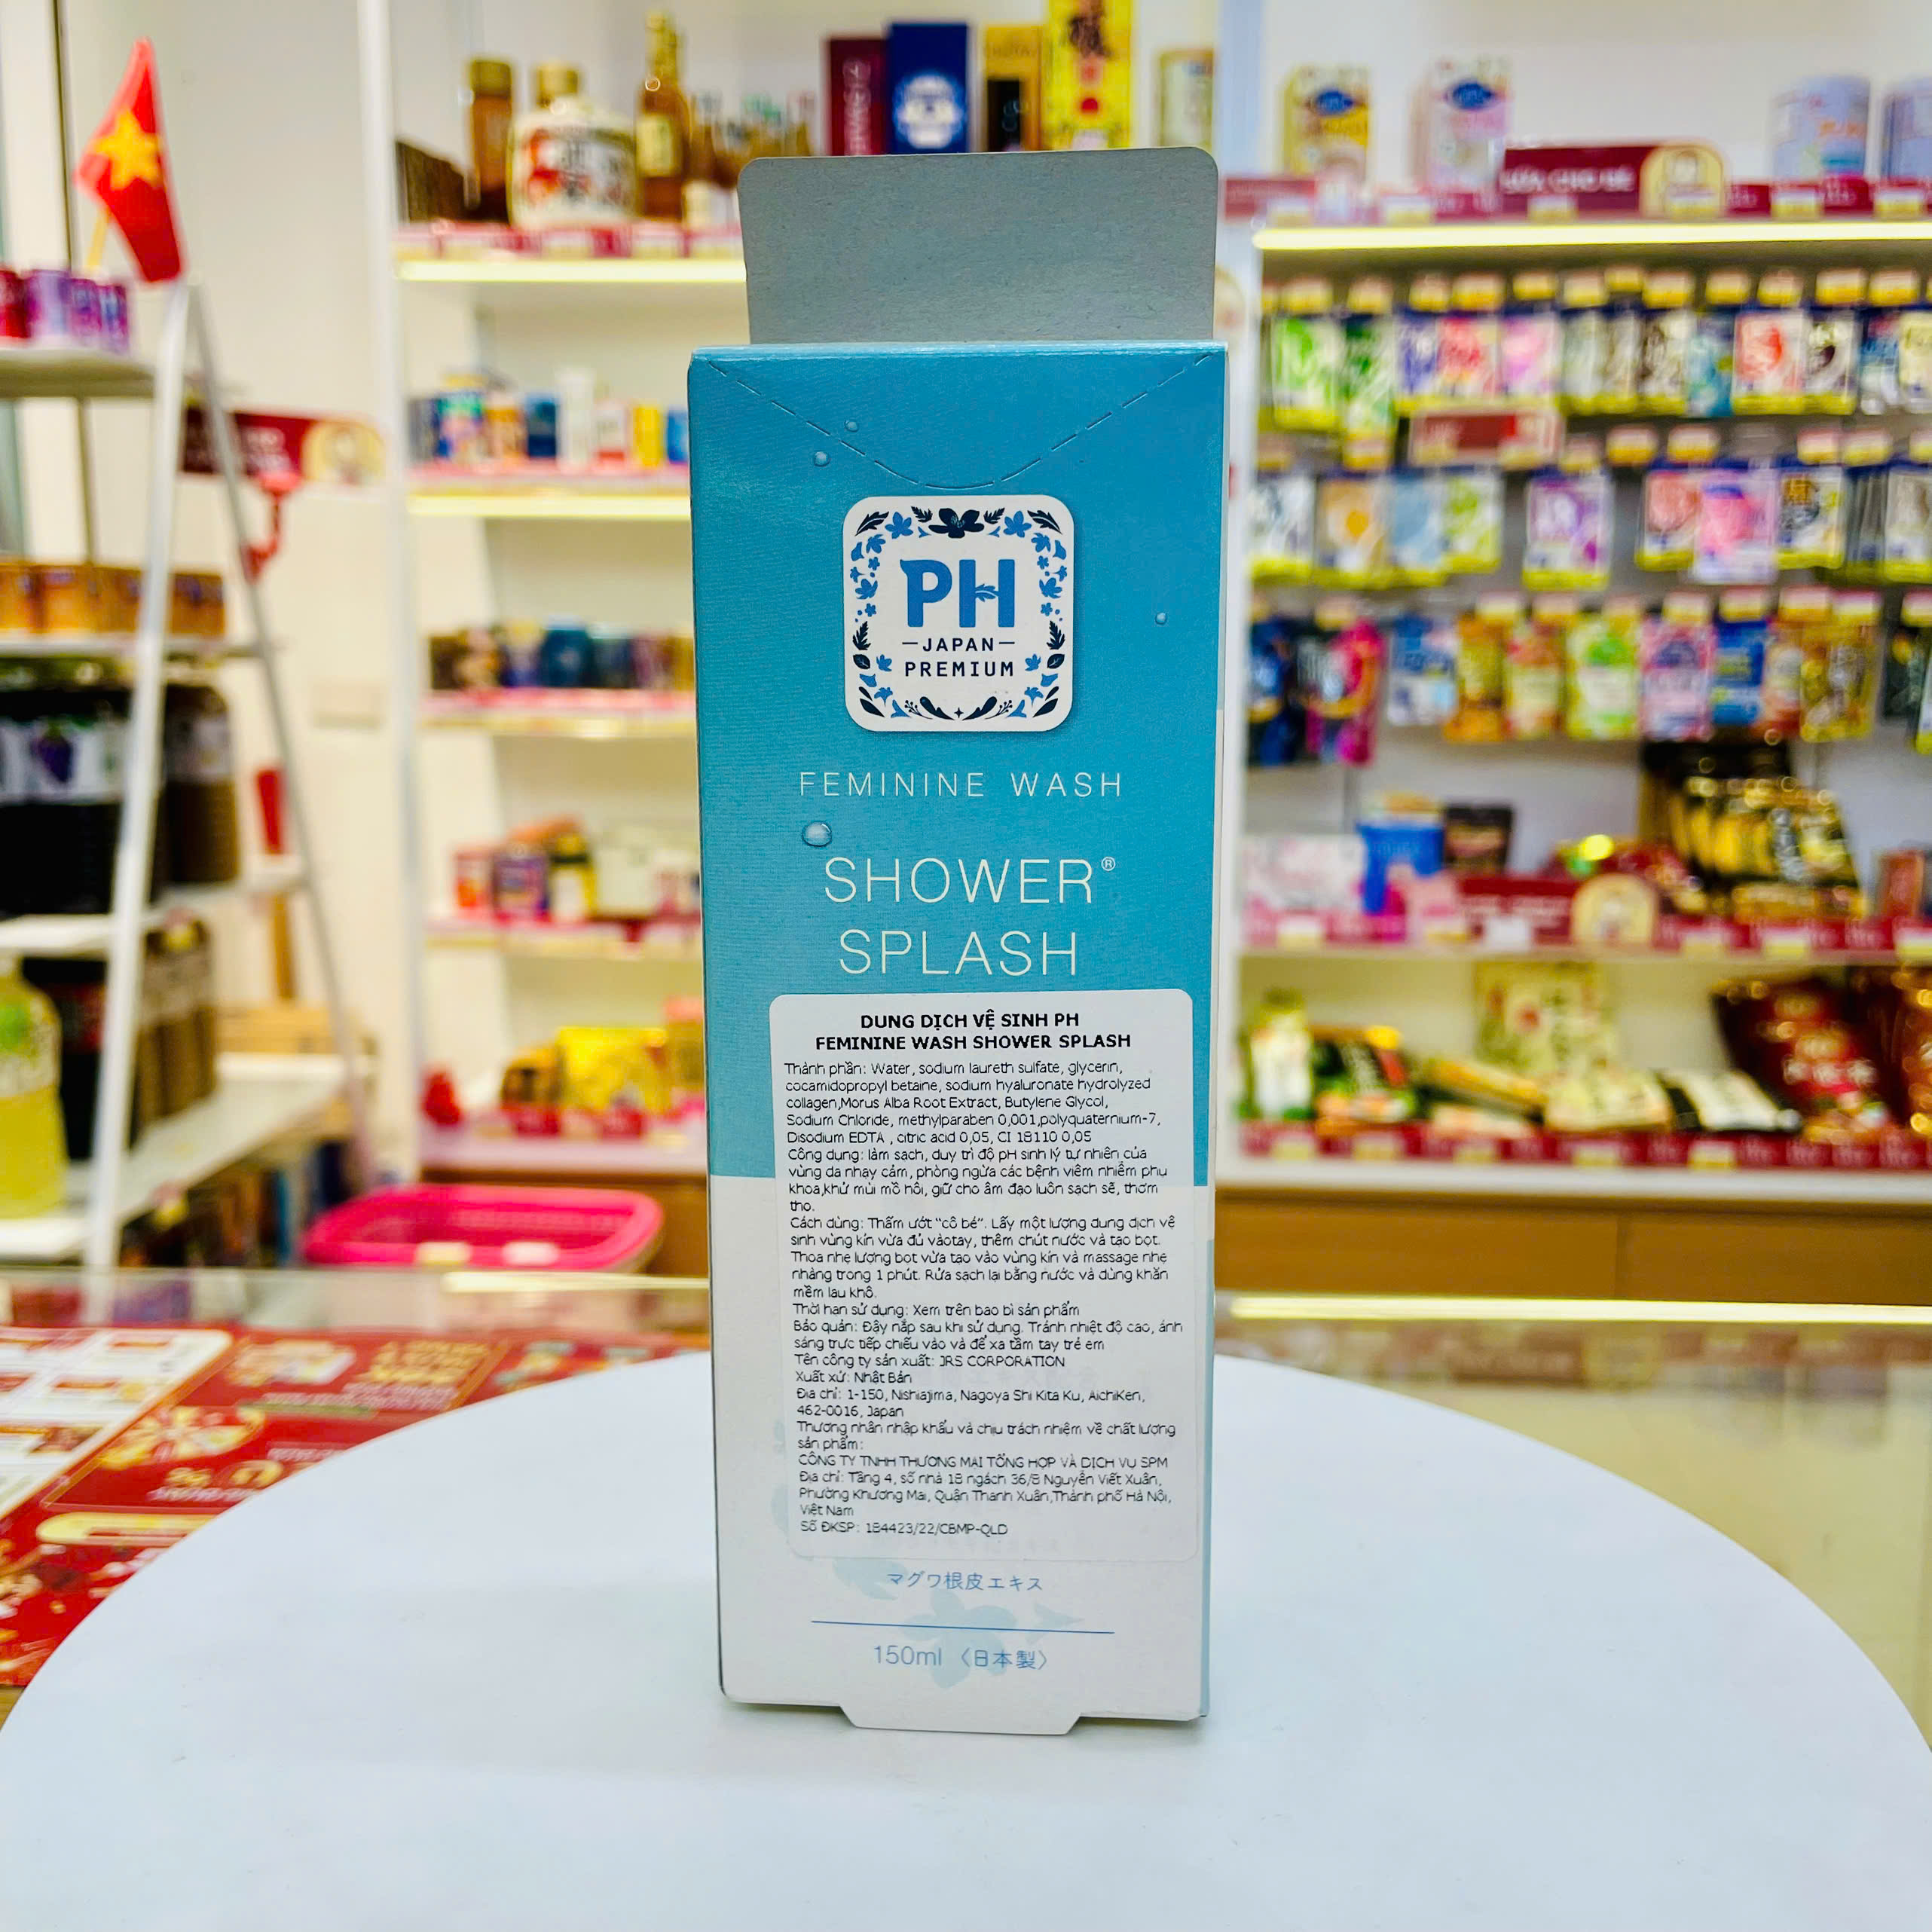 PH
JAPAN
PREMIUM
FEMININE WASH
SHOWER®
SPLASH
DUNG DỊCH VỆ SINH PH
FEMININE WASH SHOWER SPLASH
Thành phần: Water, sodium laureth sulfate, glycerin,
cocamidopropyl betaine, sodium hyaluronate hydrolyzed
collagen,Morus Alba Root Extract, Butylene Glycol,
Sodium Chloride, methylparaben 0,001,polyquaternium-7,
Disodium EDTA , citric acid 0,05, CI 18110 0,05
Công dụng: làm sạch, duy trì độ pH sinh lý tự nhiên của
vùng da nhạy cảm, phòng ngừa các bệnh viêm nhiễm phụ
khoa,khử mùi mồ hôi, giữ cho âm đạo luôn sạch sẽ, thơm
tho.
Cách dùng: Thấm ướt “cô bé”. Lấy một lượng dung dịch vệ
sinh vùng kín vừa đủ vàotay, thêm chút nước và tạo bọt.
Thoa nhẹ lượng bọt vừa tạo vào vùng kín và massage nhẹ
nhàng trong 1 phút. Rửa sạch lại bằng nước và dùng khăn
mềm lau khô.
Thời hạn sử dụng: Xem trên bao bì sản phẩm
Bảo quản: Đậy nắp sau khi sử dụng. Tránh nhiệt độ cao, ánh
sáng trực tiếp chiếu vào và để xa tầm tay trẻ em
Tên công ty sản xuất: JRS CORPORATION
Xuất xứ: Nhật Bản
Địa chỉ: 1-150, Nishiajima, Nagoya Shi Kita Ku, AichiKen,
462-0016, Japan
Thương nhân nhập khẩu và chịu trách nhiệm về chất lượng
sản phẩm:
CÔNG TY TNHH THƯƠNG MẠI TỔNG HỢP VÀ DỊCH VỤ SPM
Địa chỉ: Tầng 4, số nhà 18 ngách 36/8 Nguyễn Viết Xuân,
Phường Khương Mai, Quận Thanh Xuân,Thành phố Hà Nội,
Việt Nam
Số ĐKSP: 184423/22/CBMP-QLD
マグワ根皮エキス
150ml 〈日本製〉